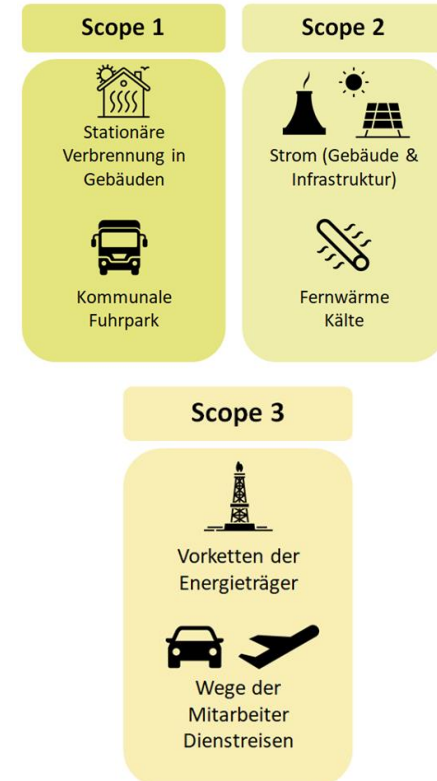 Scope 1
Stationäre
Verbrennung in
Gebäuden
Kommunale
Fuhrpark
Scope 2
Strom (Gebäude &
Infrastruktur)
Fernwärme
Kälte
Scope 3
Vorketten der
Energieträger
Wege der
Mitarbeiter
Dienstreisen